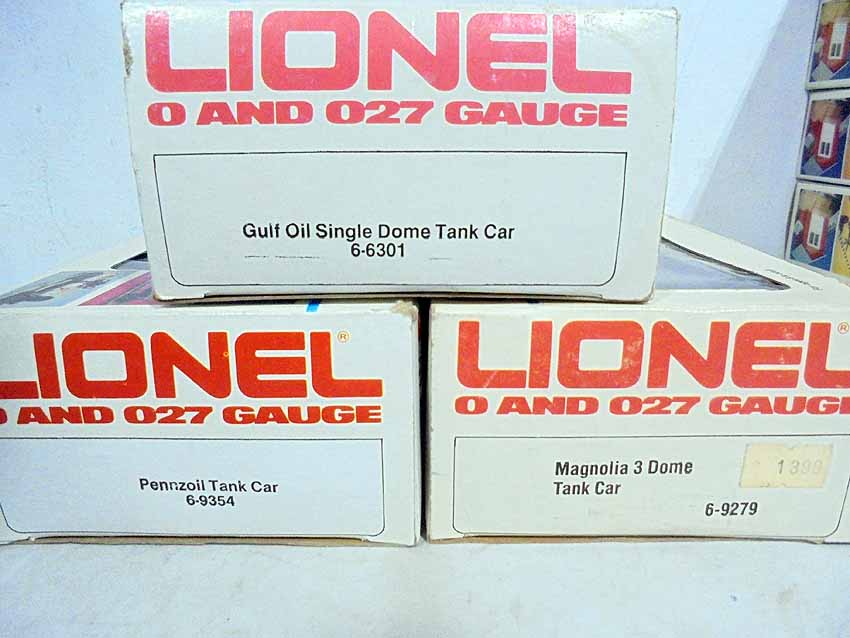 LIONEL
O AND O27 GAUGE
Gulf Oil Single Dome Tank Car
6-6301
LIONEL®
O AND O27 GAUGE
Pennzoil Tank Car
6-9354
LIONEL®
O AND O27 GAUGE
Magnolia 3 Dome
Tank Car
6-9279